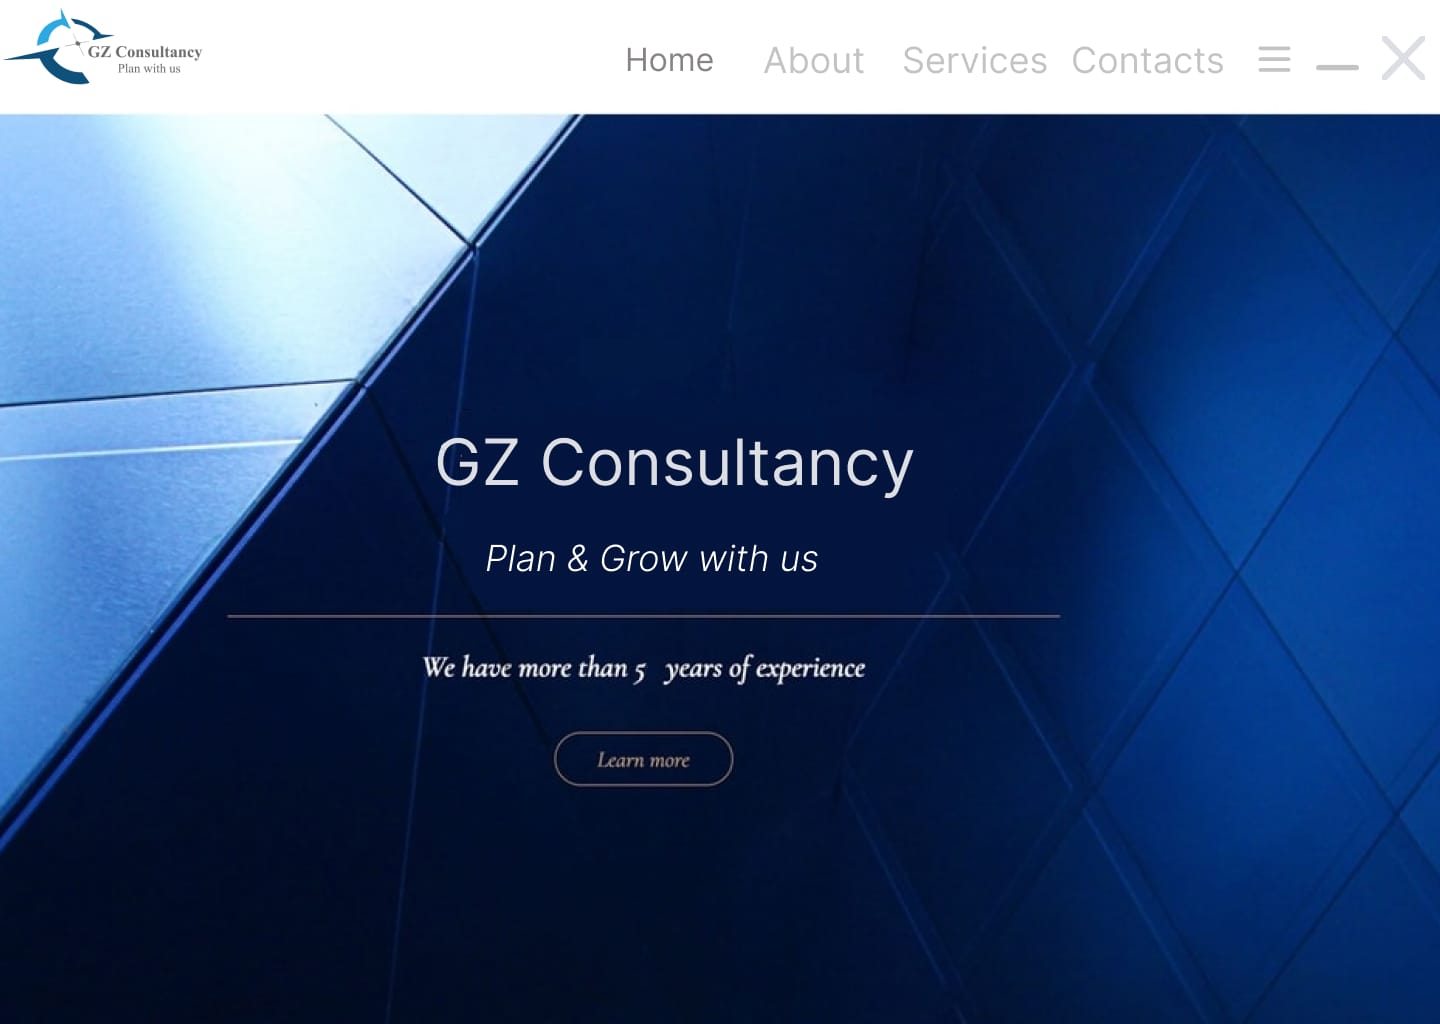 GZ Consultancy
Plan with us
Home About Services Contacts
GZ Consultancy
Plan & Grow with us
We have more than 5 years of experience
Learn more